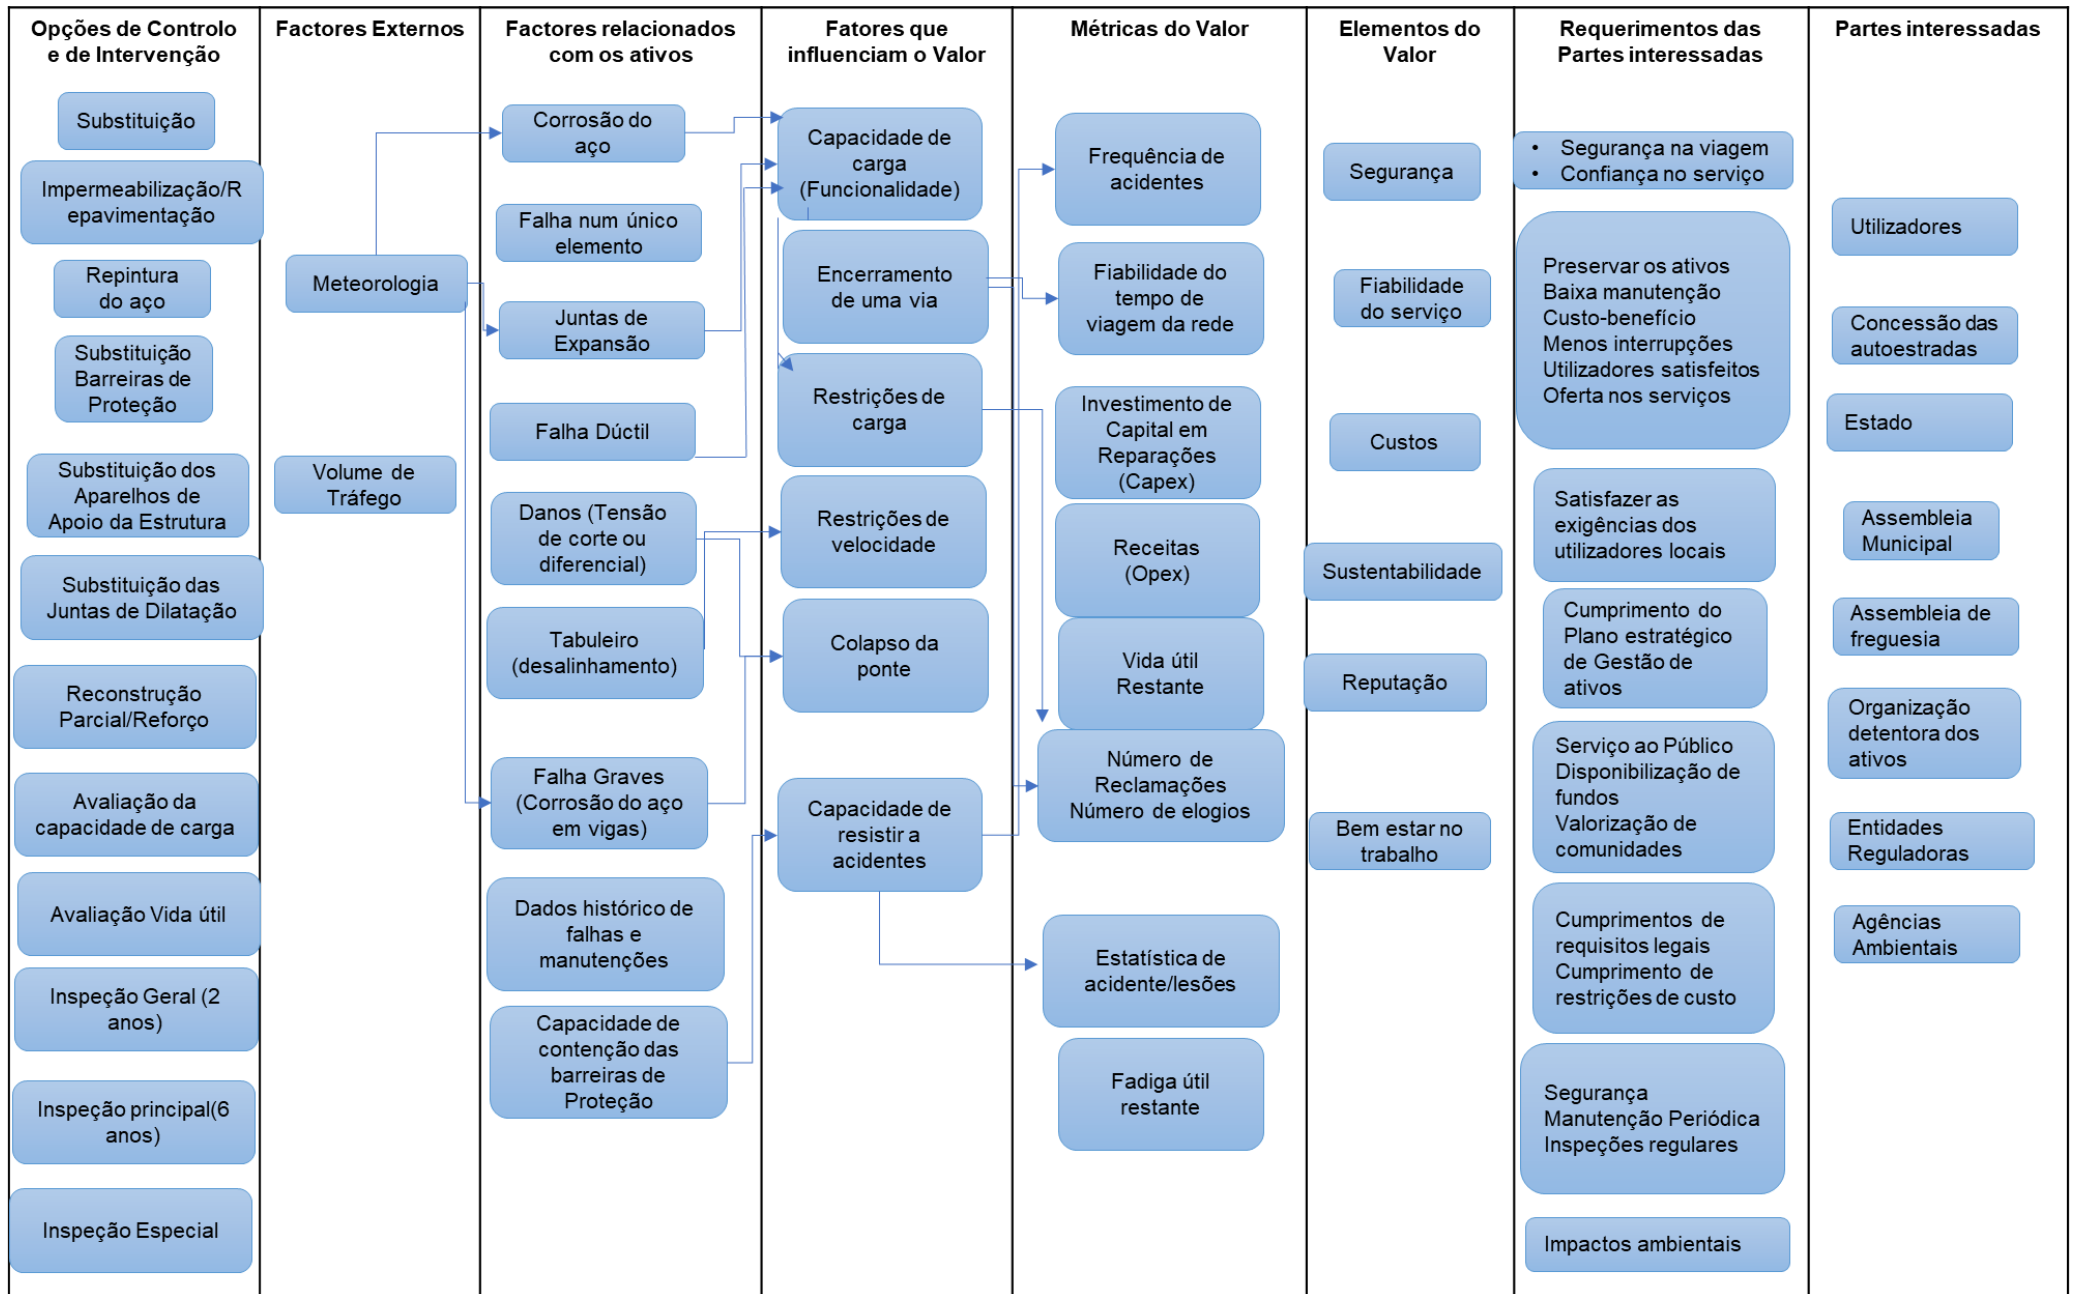 Opções de Controlo
e de Intervenção
Substituição
Impermeabilização/R
epavimentação
Repintura
do aço
Substituição
Barreiras de
Proteção
Substituição dos
Aparelhos de
Apoio da Estrutura
Substituição das
Juntas de Dilatação
Reconstrução
Parcial/Reforço
Avaliação da
capacidade de carga
Avaliação Vida útil
Inspeção Geral (2
anos)
Inspeção principal(6
anos)
Inspeção Especial
Factores Externos
Meteorologia
Volume de
Tráfego
Factores relacionados
com os ativos
Corrosão do
aço
Falha num único
elemento
Juntas de
Expansão
Falha Dúctil
Danos (Tensão
de corte ou
diferencial)
Tabuleiro
(desalinhamento)
Falha Graves
(Corrosão do aço
em vigas)
Dados histórico de
falhas e
manutenções
Capacidade de
contenção das
barreiras de
Proteção
Fatores que
influenciam o Valor
Capacidade de
carga
(Funcionalidade)
Encerramento
de uma via
Restrições de
carga
Restrições de
velocidade
Colapso da
ponte
Capacidade de
resistir a
acidentes
Métricas do Valor
Frequência de
acidentes
Fiabilidade do
tempo de
viagem da rede
Investimento de
Capital em
Reparações
(Capex)
Receitas
(Opex)
Vida útil
Restante
Número de
Reclamações
Número de elogios
Estatística de
acidente/lesões
Fadiga útil
restante
Elementos do
Valor
Segurança
Fiabilidade
do serviço
Custos
Sustentabilidade
Reputação
Bem estar no
trabalho
Requerimentos das
Partes interessadas
• Segurança na viagem
• Confiança no serviço
Preservar os ativos
Baixa manutenção
Custo-benefício
Menos interrupções
Utilizadores satisfeitos
Oferta nos serviços
Satisfazer as
exigências dos
utilizadores locais
Cumprimento do
Plano estratégico
de Gestão de
ativos
Serviço ao Público
Disponibilização de
fundos
Valorização de
comunidades
Cumprimentos de
requisitos legais
Cumprimento de
restrições de custo
Segurança
Manutenção Periódica
Inspeções regulares
Impactos ambientais
Partes interessadas
Utilizadores
Concessão das
autoestradas
Estado
Assembleia
Municipal
Assembleia de
freguesia
Organização
detentora dos
ativos
Entidades
Reguladoras
Agências
Ambientais